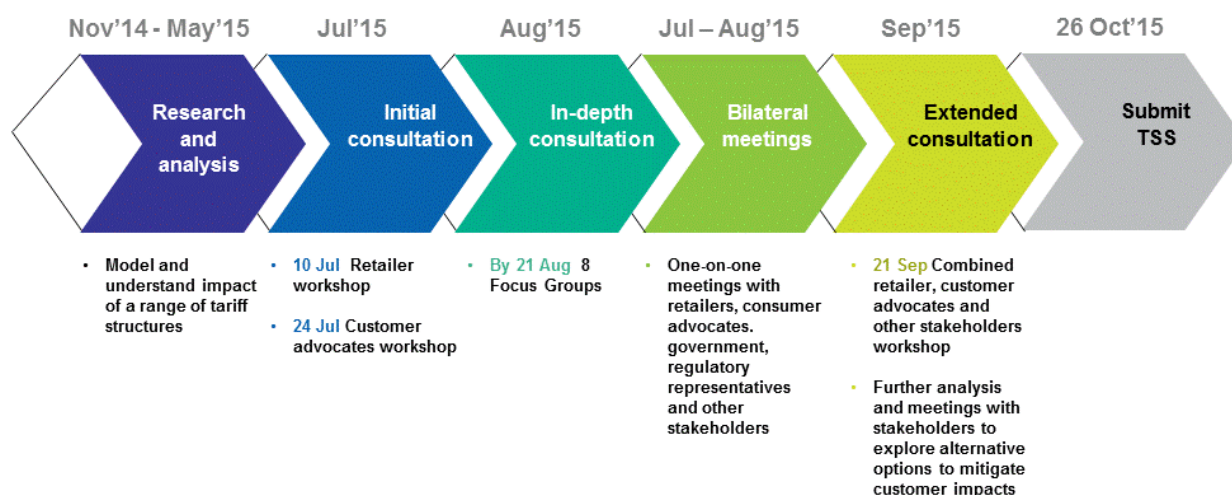 Nov’14 - May’15
Jul’15
Aug’15
Jul – Aug’15
Sep’15
26 Oct’15
Research
and
analysis
Initial
consultation
In-depth
consultation
Bilateral
meetings
Extended
consultation
Submit
TSS
• Model and
understand impact
of a range of tariff
structures
• 10 Jul Retailer
workshop
• 24 Jul Customer
advocates workshop
• By 21 Aug 8
Focus Groups
• One-on-one
meetings with
retailers, consumer
advocates.
government,
regulatory
representatives
and other
stakeholders
• 21 Sep Combined
retailer, customer
advocates and
other stakeholders
workshop
• Further analysis
and meetings with
stakeholders to
explore alternative
options to mitigate
customer impacts